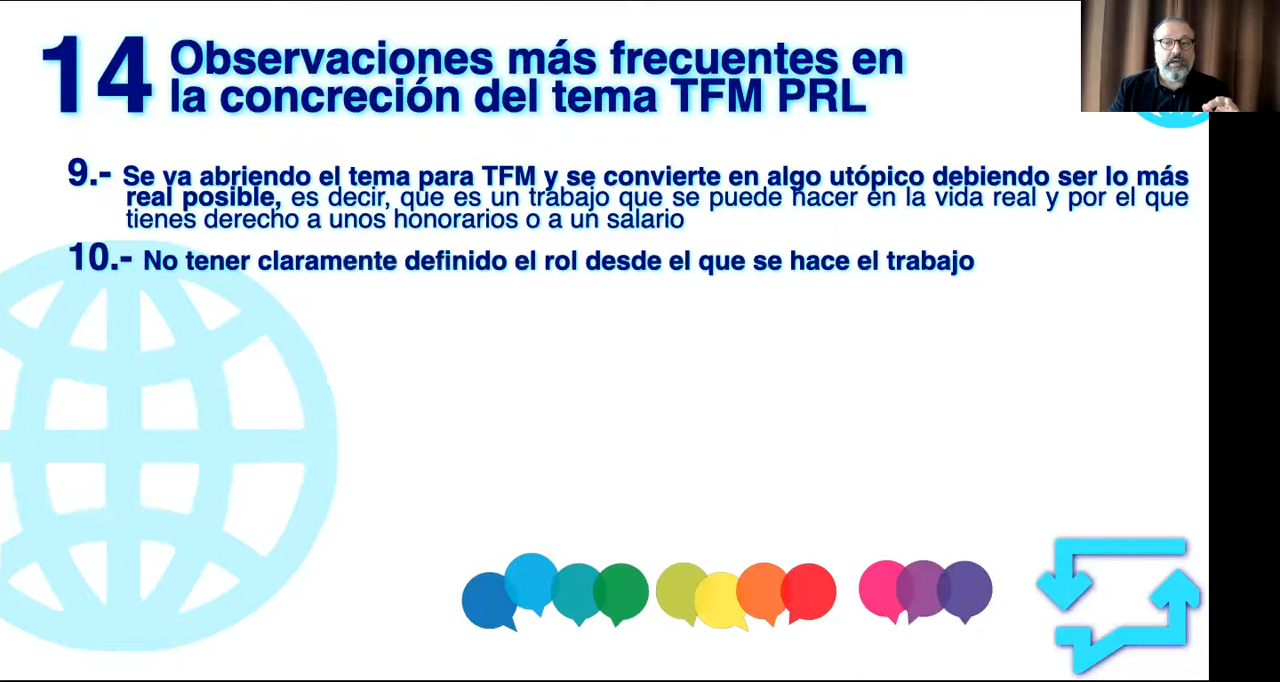 14 Observaciones más frecuentes en
la concreción del tema TFM PRL
9.- Se va abriendo el tema para TFM y se convierte en algo utópico debiendo ser lo más
real posible, es decir, que es un trabajo que se puede hacer en la vida real y por el que
tienes derecho a unos honorarios o a un salario
10.- No tener claramente definido el rol desde el que se hace el trabajo